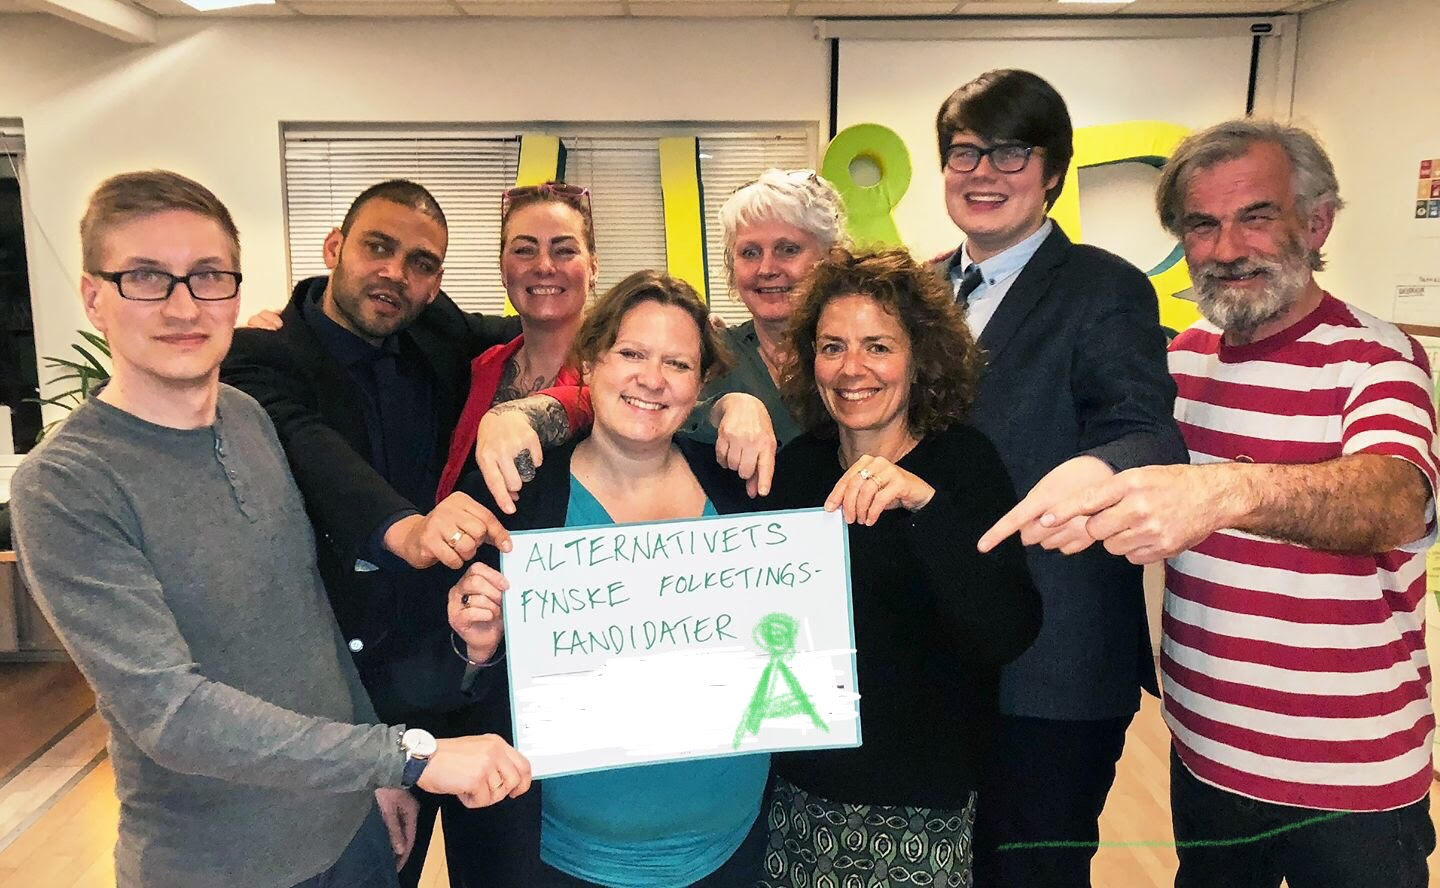 ALTERNATIVETS
FYNSKE FOLKETINGS-
KANDIDATER